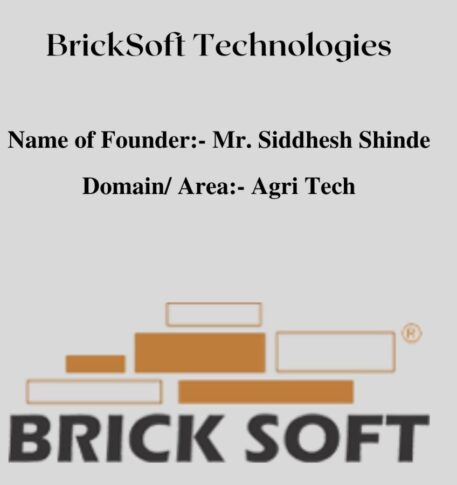 BrickSoft Technologies
Name of Founder:- Mr. Siddhesh Shinde
Domain/ Area:- Agri Tech
®
BRICK SOFT